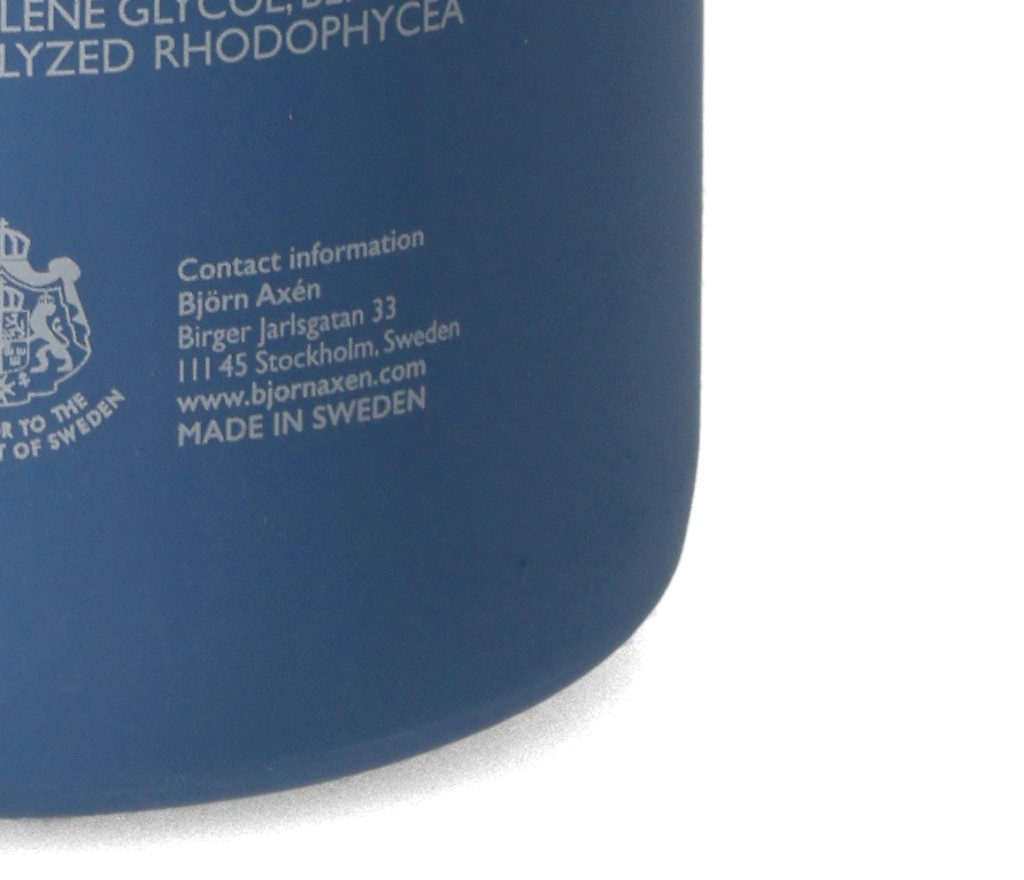 LENE GLYCOL,
LYZED RHODOPHYCEA
Contact information
Björn Axén
Birger Jarlsgatan 33
111 45 Stockholm, Sweden
www.bjornaxen.com
MADE IN SWEDEN
R TO THE
T OF SWEDEN